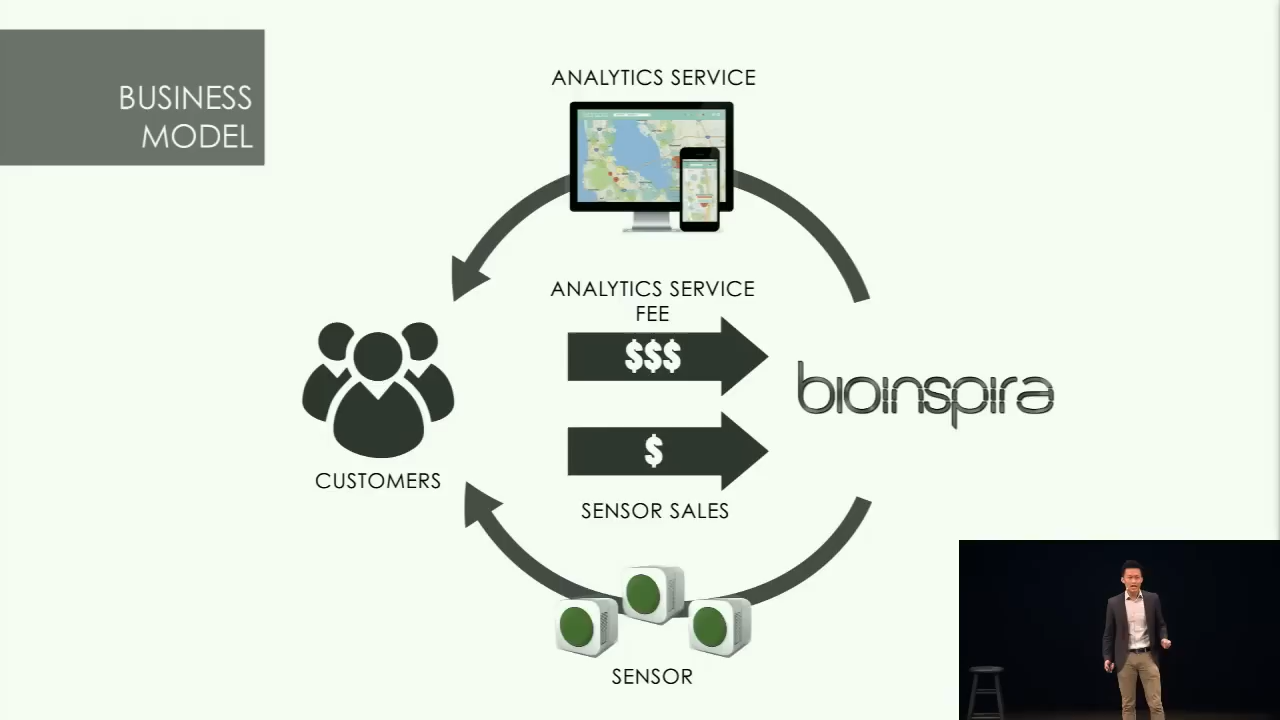 BUSINESS
MODEL
ANALYTICS SERVICE
ANALYTICS SERVICE
FEE
$$$
bioinspira
$
CUSTOMERS
SENSOR SALES
SENSOR